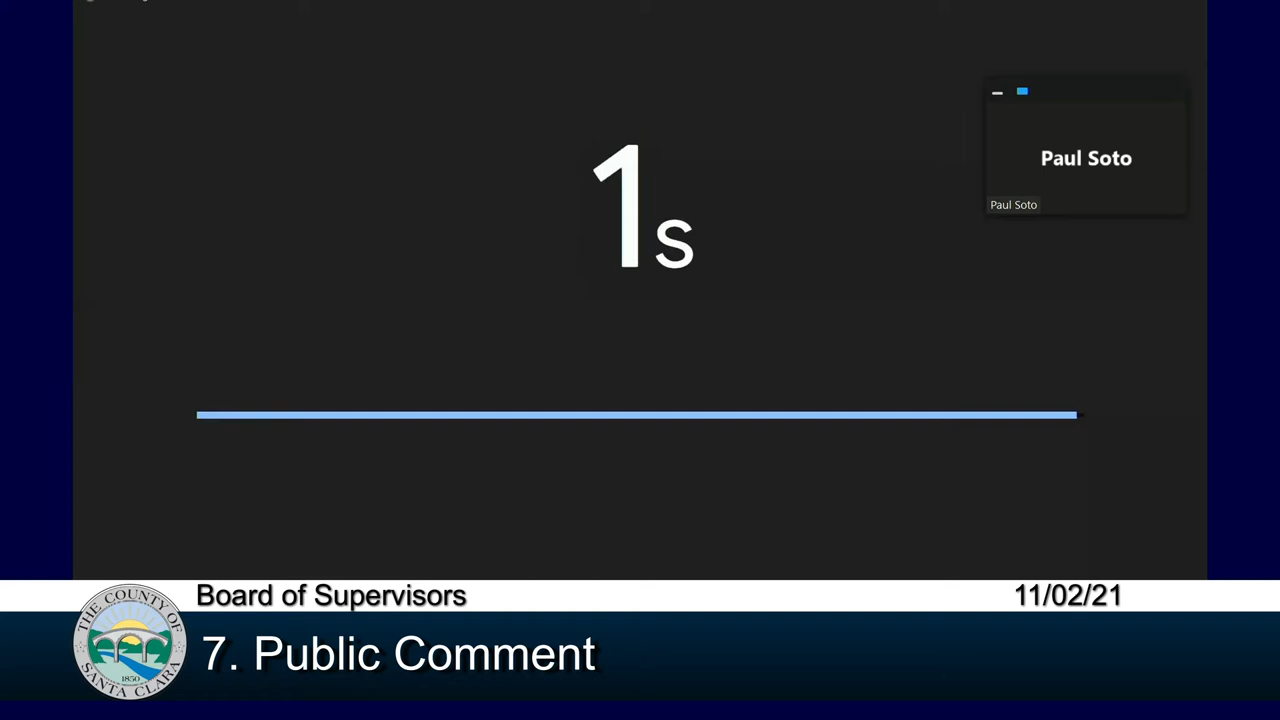 1s
Paul Soto
Paul Soto
Board of Supervisors
11/02/21
7. Public Comment
THE COUNTY OF
SANTA CLARA
1850